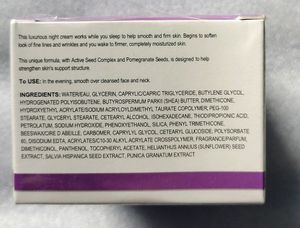 This luxurious night cream works while you sleep to help smooth and firm skin. Begins to soften
look of fine lines and wrinkles and you wake to firmer, completely moisturized skin.
This unique formula, with Active Seed Complex and Pomegranate Seeds, is designed to help
strengthen skin's support structure.
To USE: in the evening, smooth over cleansed face and neck.
INGREDIENTS: WATER/EAU, GLYCERIN, CAPRYLIC/CAPRIC TRIGLYCERIDE, BUTYLENE GLYCOL,
HYDROGENATED POLYISOBUTENE, BUTYROSPERMUM PARKII (SHEA) BUTTER, DIMETHICONE,
HYDROXYETHYL ACRYLATE/SODIUM ACRYLOYLDIMETHYL TAURATE COPOLYMER, PEG-100
STEARATE, GLYCERYL STEARATE, CETEARYL ALCOHOL, ISOHEXADECANE, THIODIPROPIONIC ACID,
PETROLATUM, SODIUM HYDROXIDE, PHENOXYETHANOL, SILICA, PHENYL TRIMETHICONE,
BEESWAX/CIRE D ABEILLE, CARBOMER, CAPRYLYL GLYCOL, CETEARYL GLUCOSIDE, POLYSORBATE
60, DISODIUM EDTA, ACRYLATES/C10-30 ALKYL ACRYLATE CROSSPOLYMER, FRAGRANCE/PARFUM,
DIMETHICONOL, PANTHENOL, TOCOPHERYL ACETATE, HELIANTHUS ANNUUS (SUNFLOWER) SEED
EXTRACT, SALVIA HISPANICA SEED EXTRACT, PUNICA GRANATUM EXTRACT